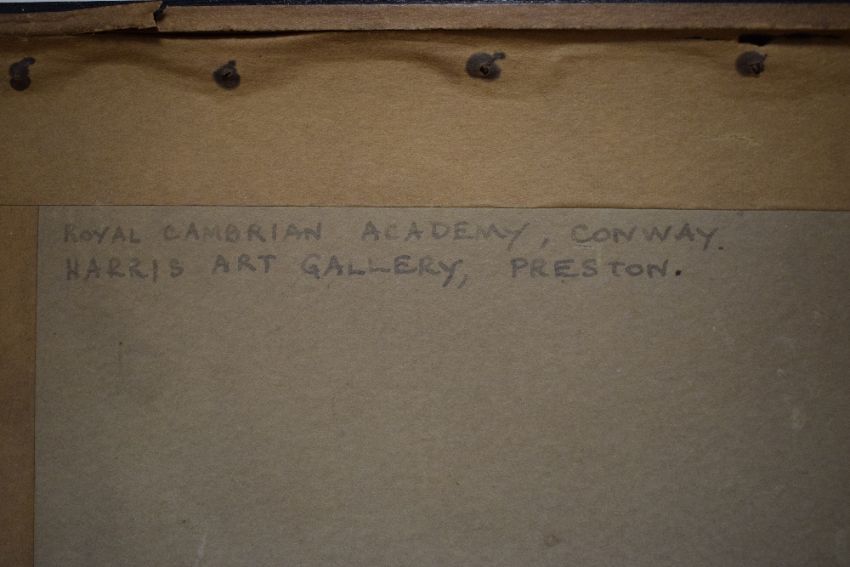 ROYAL CAMBRIAN ACADEMY, CONWAY.
HARRIS ART GALLERY, PRESTON.